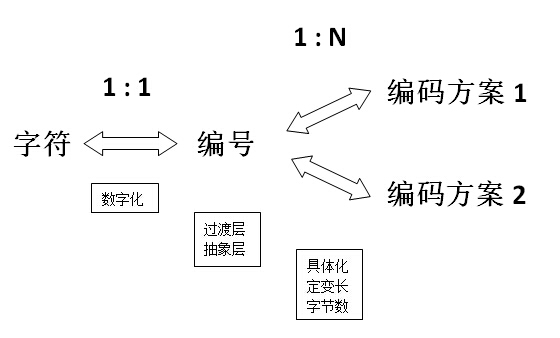 1 : N
1 : 1
编码方案 1
字符
编号
编码方案 2
数字化
过渡层
抽象层
具体化
定变长
字节数